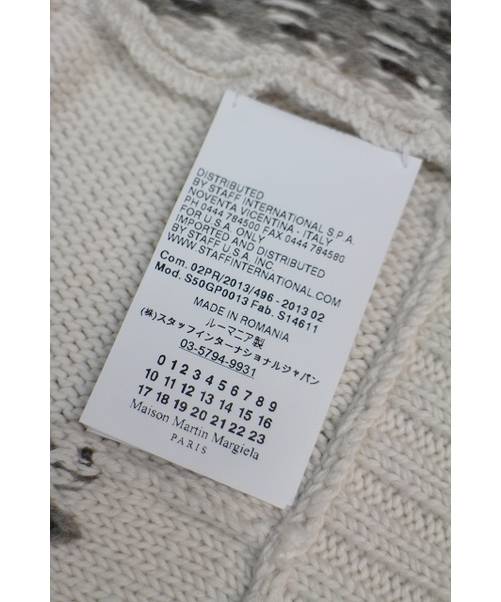 DISTRIBUTED
BY STAFF INTERNATIONAL S.P.A.
NOVENTA VICENTINA - ITALY
PH 0444 784500 FAX 0444 784580
FOR U.S.A. ONLY
IMPORTED AND DISTRIBUTED
BY STAFF U.S.A. INC.
WWW.STAFFINTERNATIONAL.COM
Com. 02PR/2013/496 - 2013 02
Mod. S50GP0013 Fab. S14611
MADE IN ROMANIA
ルーマニア製
(株)スタッフインターナショナルジャパン
03-5794-9931
0 1 2 3 4 5 6 7 8 9
10 11 12 13 14 15 16
17 18 19 20 21 22 23
Maison Martin Margiela
PARIS